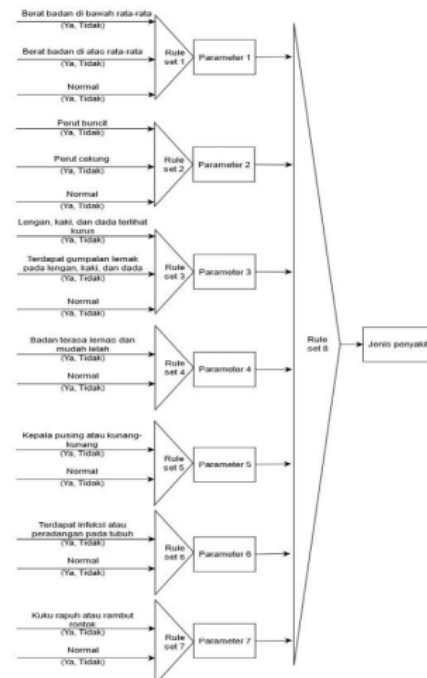 Berat badan di bawah rata-rata
(Ya, Tidak)
Berat badan di atas rata-rata
(Ya, Tidak)
Normal
(Ya, Tidak)
Rule
set 1
Parameter 1
Perut buncit
(Ya, Tidak)
Perut cekung
(Ya, Tidak)
Normal
(Ya, Tidak)
Rule
set 2
Parameter 2
Lengan, kaki, dan dada terlihat
kurus
(Ya, Tidak)
Terdapat gumpalan lemak
pada lengan, kaki, dan dada
(Ya, Tidak)
Normal
(Ya, Tidak)
Rule
set 3
Parameter 3
Badan terasa lemas dan
mudah lelah
(Ya, Tidak)
Normal
(Ya, Tidak)
Rule
set 4
Parameter 4
Kepala pusing atau kunang-
kunang
(Ya, Tidak)
Normal
(Ya, Tidak)
Rule
set 5
Parameter 5
Terdapat infeksi atau
peradangan pada tubuh
(Ya, Tidak)
Normal
(Ya, Tidak)
Rule
set 6
Parameter 6
Kuku rapuh atau rambut
rontok
(Ya, Tidak)
Normal
(Ya, Tidak)
Rule
set 7
Parameter 7
Rule
set 8
Jenis penyakit